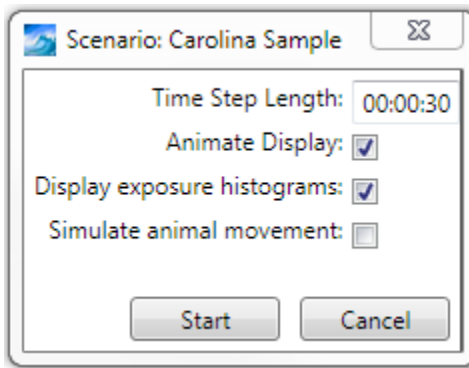 Scenario: Carolina Sample
Time Step Length: 00:00:30
Animate Display:
Display exposure histograms:
Simulate animal movement:
Start Cancel